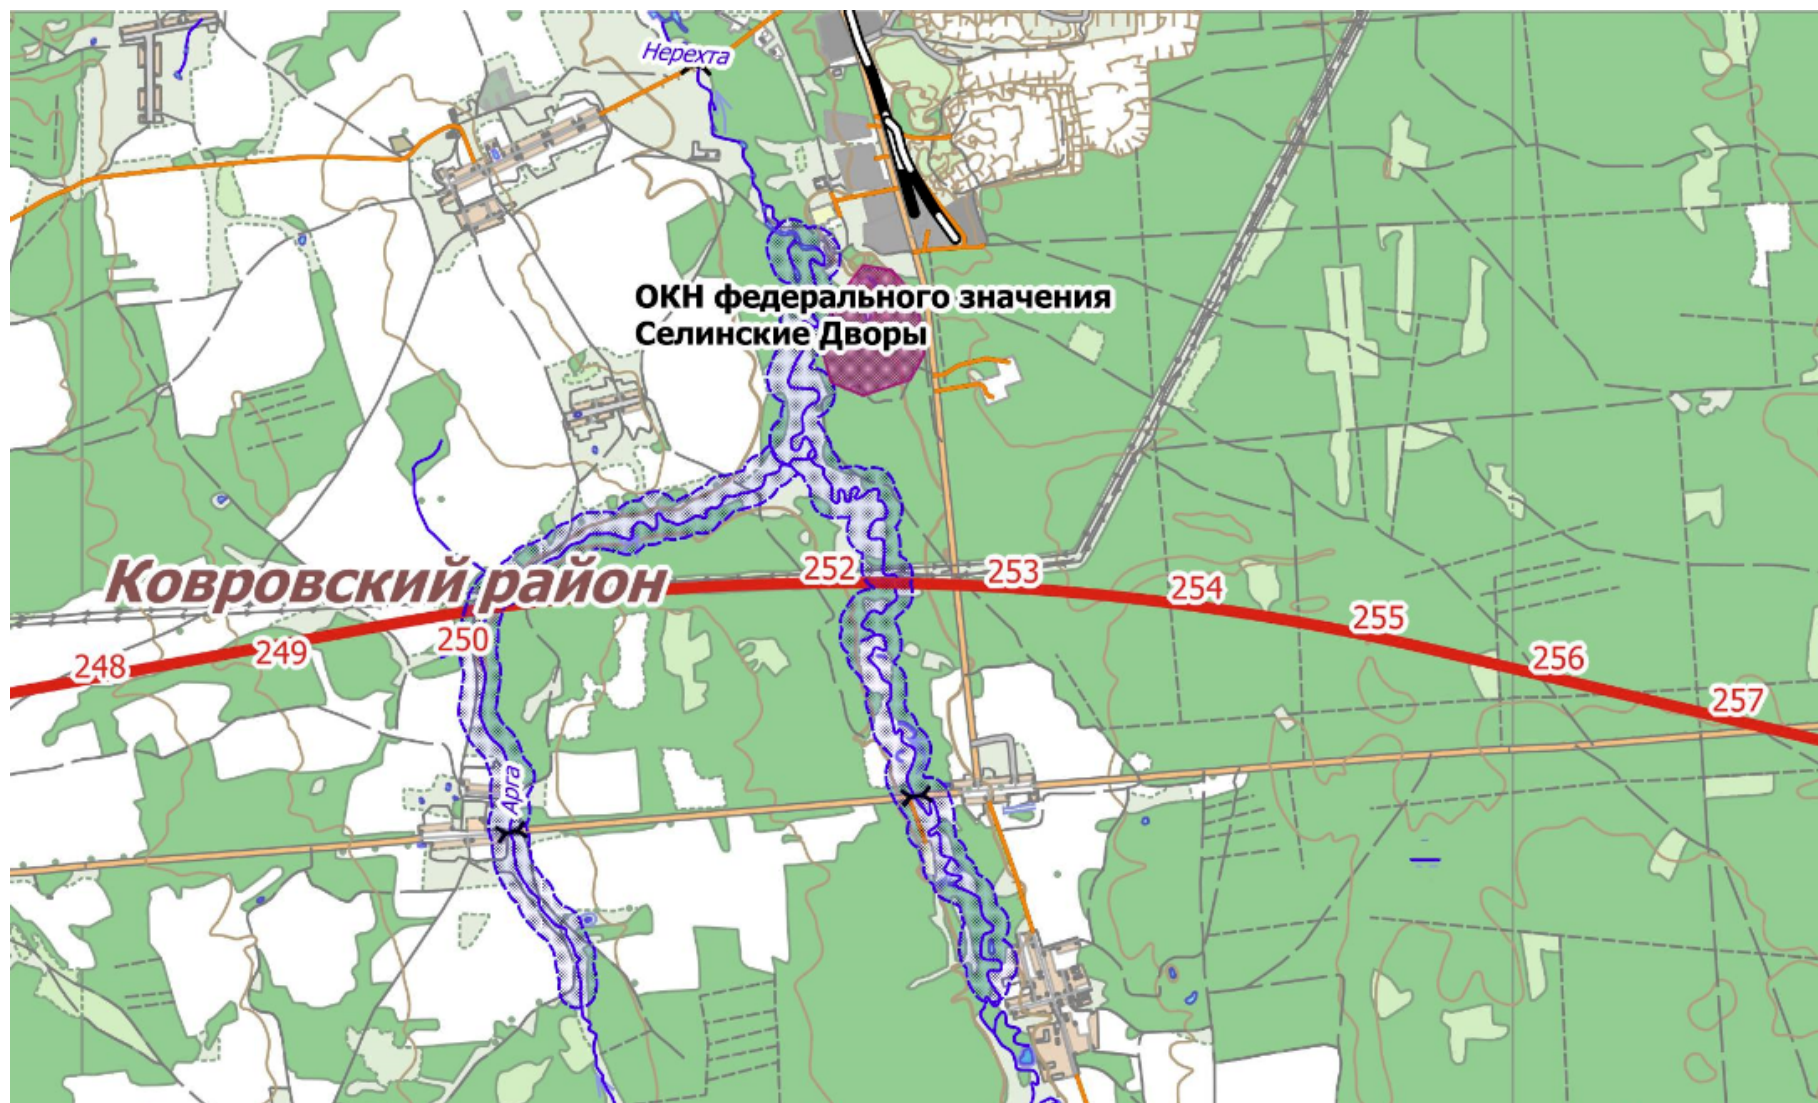 Нерехта
ОКН федерального значения
Селинские Дворы
Ковровский район
252
253
254
255
256
257
250
249
248
Арга